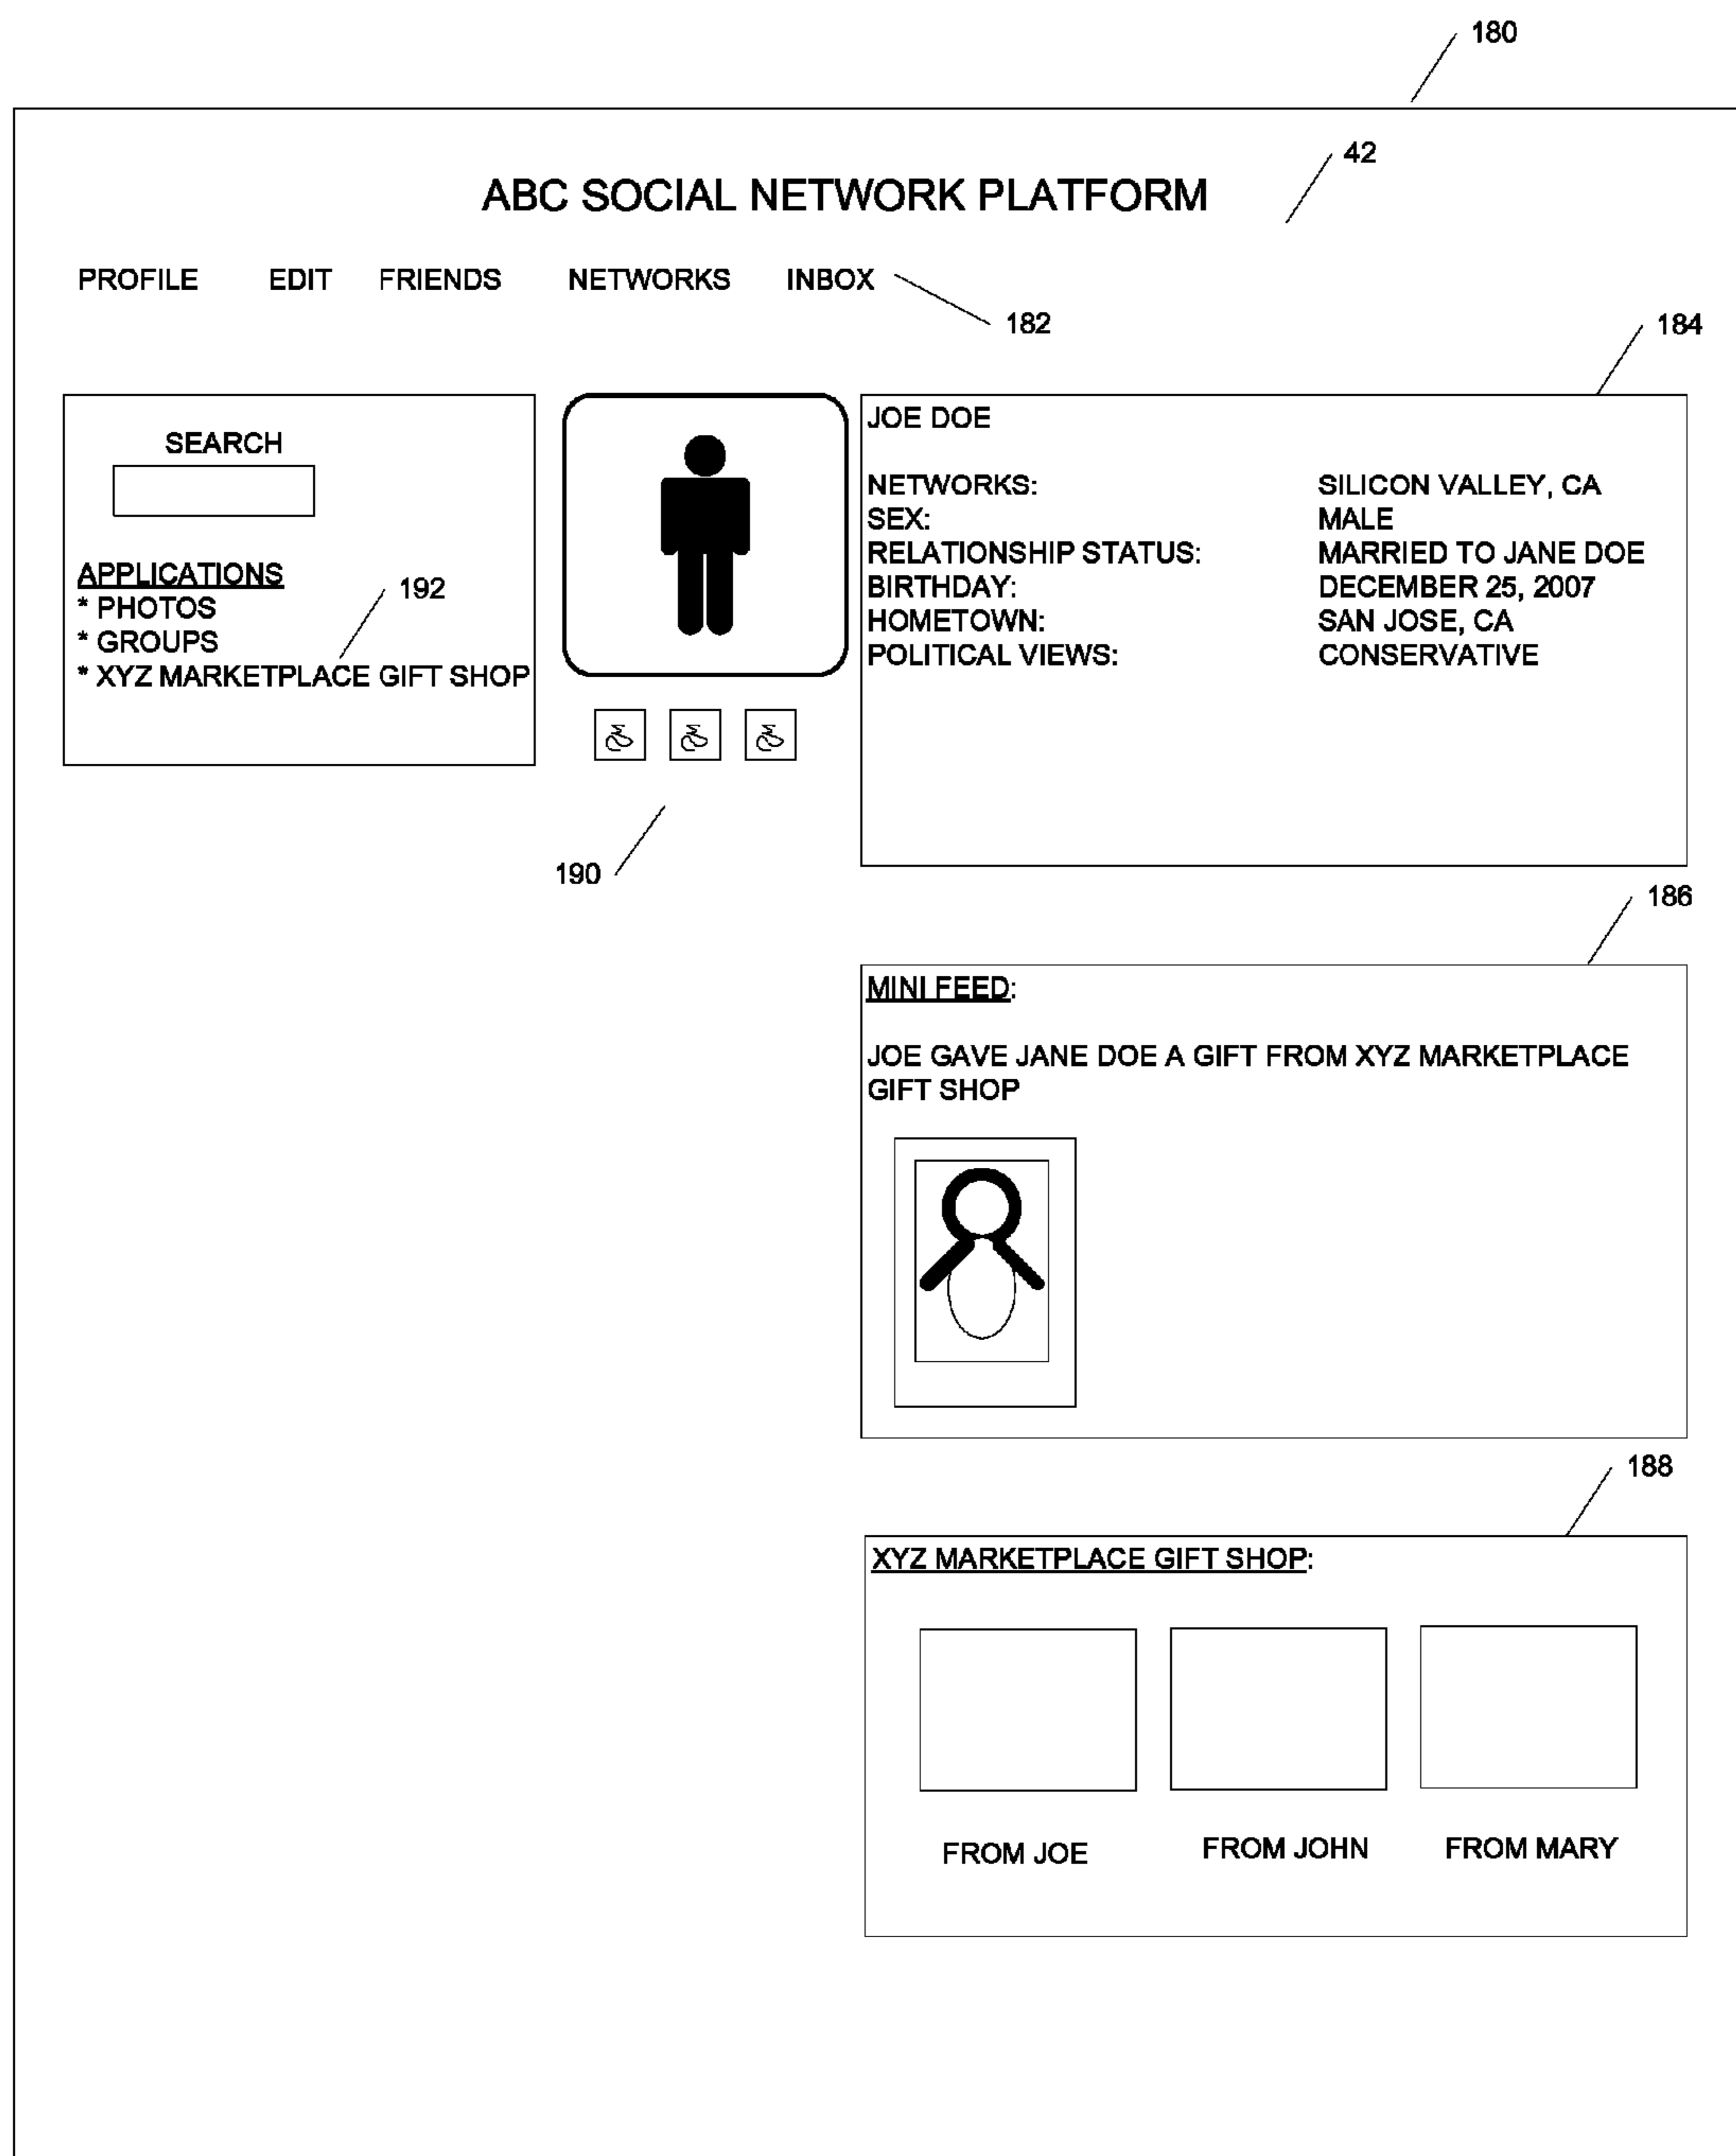 180
42
ABC SOCIAL NETWORK PLATFORM
PROFILE EDIT FRIENDS NETWORKS INBOX
182
184
SEARCH
APPLICATIONS
* PHOTOS
* GROUPS
* XYZ MARKETPLACE GIFT SHOP
192
190
JOE DOE
NETWORKS: SILICON VALLEY, CA
SEX: MALE
RELATIONSHIP STATUS: MARRIED TO JANE DOE
BIRTHDAY: DECEMBER 25, 2007
HOMETOWN: SAN JOSE, CA
POLITICAL VIEWS: CONSERVATIVE
186
MINI FEED:
JOE GAVE JANE DOE A GIFT FROM XYZ MARKETPLACE
GIFT SHOP
188
XYZ MARKETPLACE GIFT SHOP:
FROM JOE FROM JOHN FROM MARY